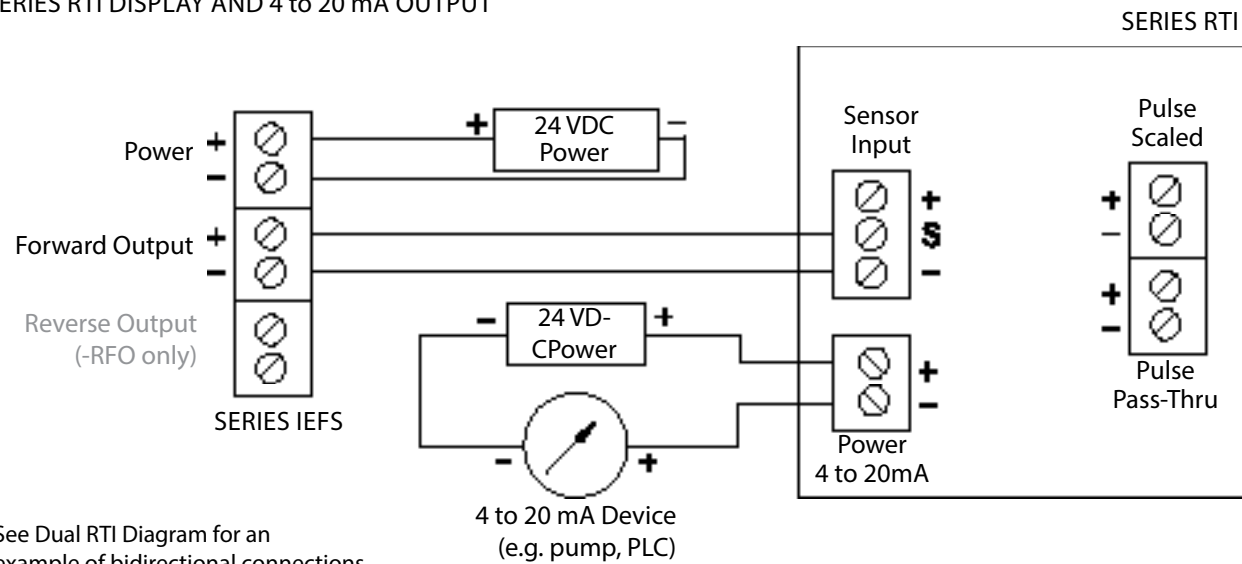 SERIES RTI DISPLAY AND 4 to 20 mA OUTPUT
SERIES RTI
Power
+
-
+
24 VDC
Power
-
Sensor
Input
+
S
-
Pulse
Scaled
+
-
Forward Output
+
-
Reverse Output
(-RFO only)
SERIES IEFS
-
24 VD-
CPower
+
+
-
Power
4 to 20mA
+
-
Pulse
Pass-Thru
-
+
4 to 20 mA Device
(e.g. pump, PLC)
See Dual RTI Diagram for an
example of bidirectional connections